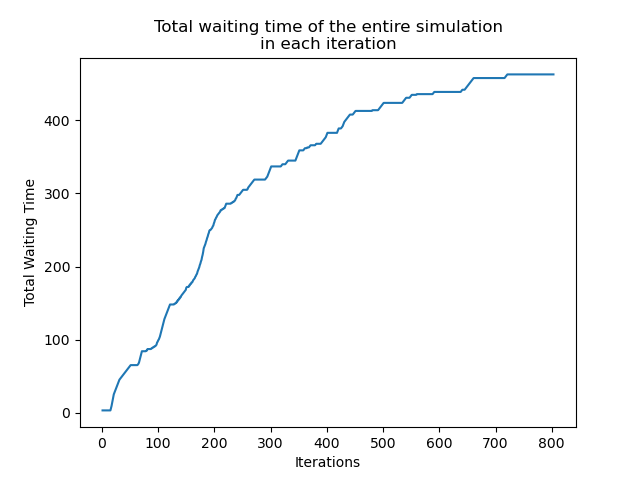 Total waiting time of the entire simulation
in each iteration
Total Waiting Time
400
300
200
100
0
0 100 200 300 400 500 600 700 800
Iterations